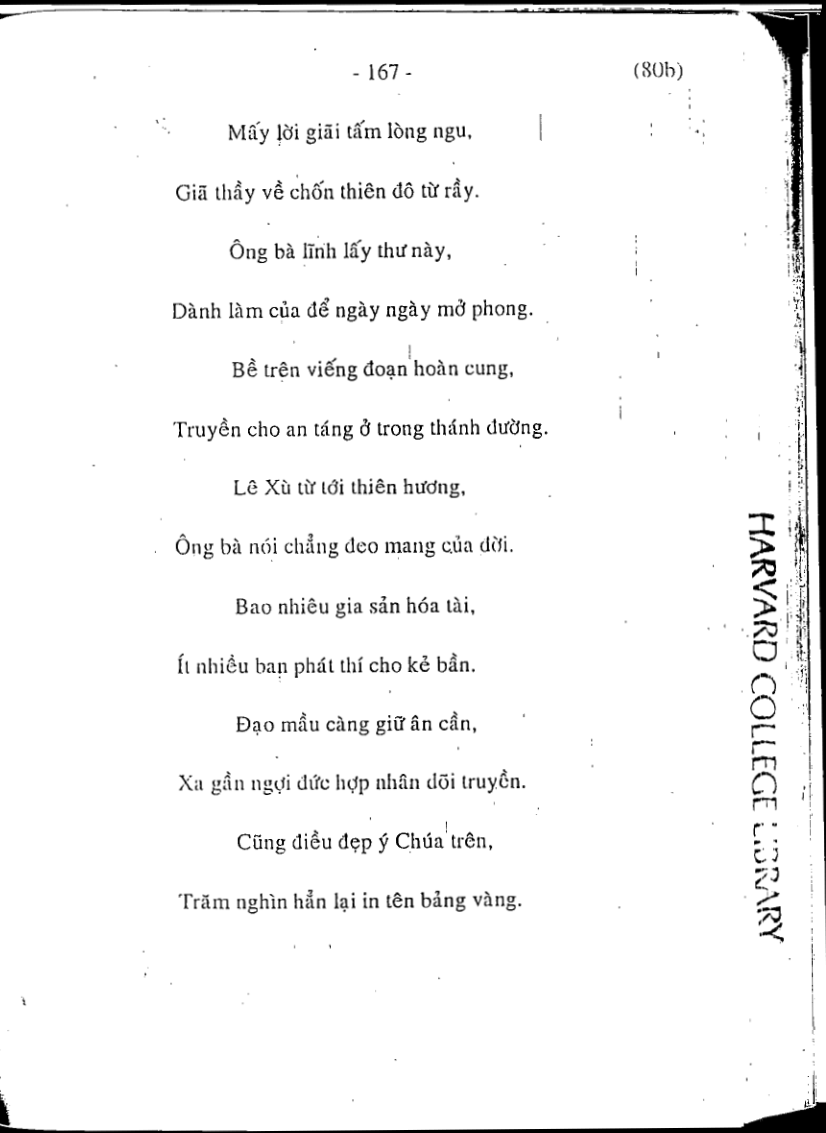 - 167 -
(80b)
Mấy lời giãi tấm lòng ngu,
Giã thầy về chốn thiên đô từ rầy.
Ông bà lĩnh lấy thư này,
Dành làm của để ngày ngày mở phong.
Bề trên viếng đoạn hoàn cung,
Truyền cho an táng ở trong thánh đường.
Lê Xù từ tới thiên hương,
Ông bà nói chẳng đeo mang của đời.
Bao nhiêu gia sản hóa tài,
Ít nhiều ban phát thí cho kẻ bần.
Đạo mầu càng giữ ân cần,
Xa gần ngợi đức hợp nhân dõi truyền.
Cũng điều đẹp ý Chúa trên,
Trăm nghìn hẳn lại in tên bảng vàng.
HARVARD COLLEGE LIBRARY